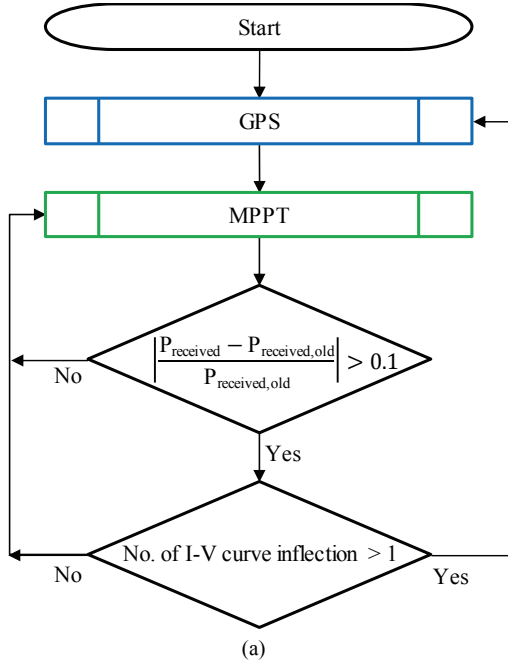 Start
GPS
MPPT
|(P_received − P_received,old) / P_received,old| > 0.1
No
Yes
No. of I-V curve inflection > 1
No
Yes
(a)